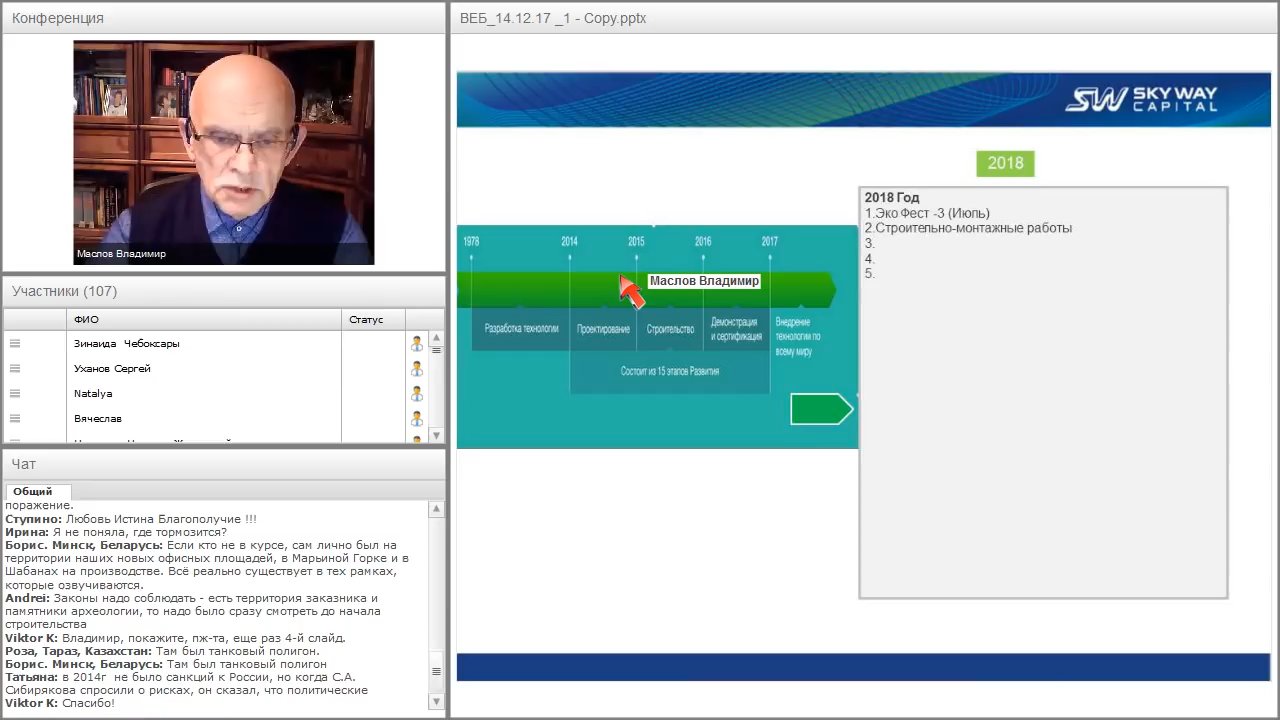 Конференция
Маслов Владимир
Участники (107)
ФИО
Статус
Зинаида Чебоксары
Уханов Сергей
Natalya
Вячеслав
Чат
Общий
поражение.
Ступино: Любовь Истина Благополучие !!!
Ирина: Я не поняла, где тормозится?
Борис. Минск, Беларусь: Если кто не в курсе, сам лично был на
территории наших новых офисных площадей, в Марьиной Горке и в
Шабанах на производстве. Всё реально существует в тех рамках,
которые озвучиваются.
Andrei: Законы надо соблюдать - есть территория заказника и
памятники археологии, то надо было сразу смотреть до начала
строительства
Viktor K: Владимир, покажите, пж-та, еще раз 4-й слайд.
Роза, Тараз, Казахстан: Там был танковый полигон.
Борис. Минск, Беларусь: Там был танковый полигон
Татьяна: в 2014г не было санкций к России, но когда С.А.
Сибирякова спросили о рисках, он сказал, что политические
Viktor K: Спасибо!
ВЕБ_14.12.17 _1 - Copy.pptx
SW SKY WAY
CAPITAL
2018
1978 2014 2015 2016 2017
Маслов Владимир
Разработка технологии
Проектирование
Строительство
Демонстрация
и сертификация
Внедрение
технологии по
всему миру
Состоит из 15 этапов Развития
2018 Год
1.Эко Фест -3 (Июль)
2.Строительно-монтажные работы
3.
4.
5.